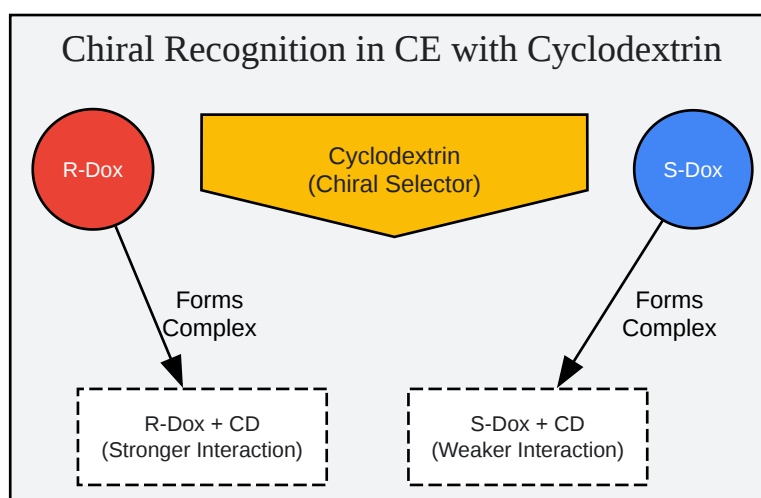 Chiral Recognition in CE with Cyclodextrin
R-Dox
Cyclodextrin
(Chiral Selector)
S-Dox
Forms
Complex
Forms
Complex
R-Dox + CD
(Stronger Interaction)
S-Dox + CD
(Weaker Interaction)